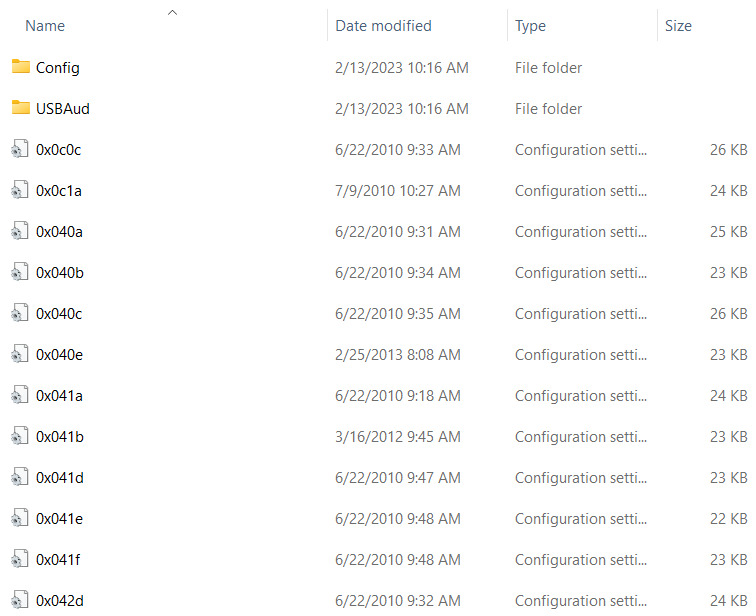 Name Date modified Type Size
Config 2/13/2023 10:16 AM File folder
USBAud 2/13/2023 10:16 AM File folder
0x0c0c 6/22/2010 9:33 AM Configuration setti... 26 KB
0x0c1a 7/9/2010 10:27 AM Configuration setti... 24 KB
0x040a 6/22/2010 9:31 AM Configuration setti... 25 KB
0x040b 6/22/2010 9:34 AM Configuration setti... 23 KB
0x040c 6/22/2010 9:35 AM Configuration setti... 26 KB
0x040e 2/25/2013 8:08 AM Configuration setti... 23 KB
0x041a 6/22/2010 9:18 AM Configuration setti... 24 KB
0x041b 3/16/2012 9:45 AM Configuration setti... 23 KB
0x041d 6/22/2010 9:47 AM Configuration setti... 23 KB
0x041e 6/22/2010 9:48 AM Configuration setti... 22 KB
0x041f 6/22/2010 9:48 AM Configuration setti... 23 KB
0x042d 6/22/2010 9:32 AM Configuration setti... 24 KB